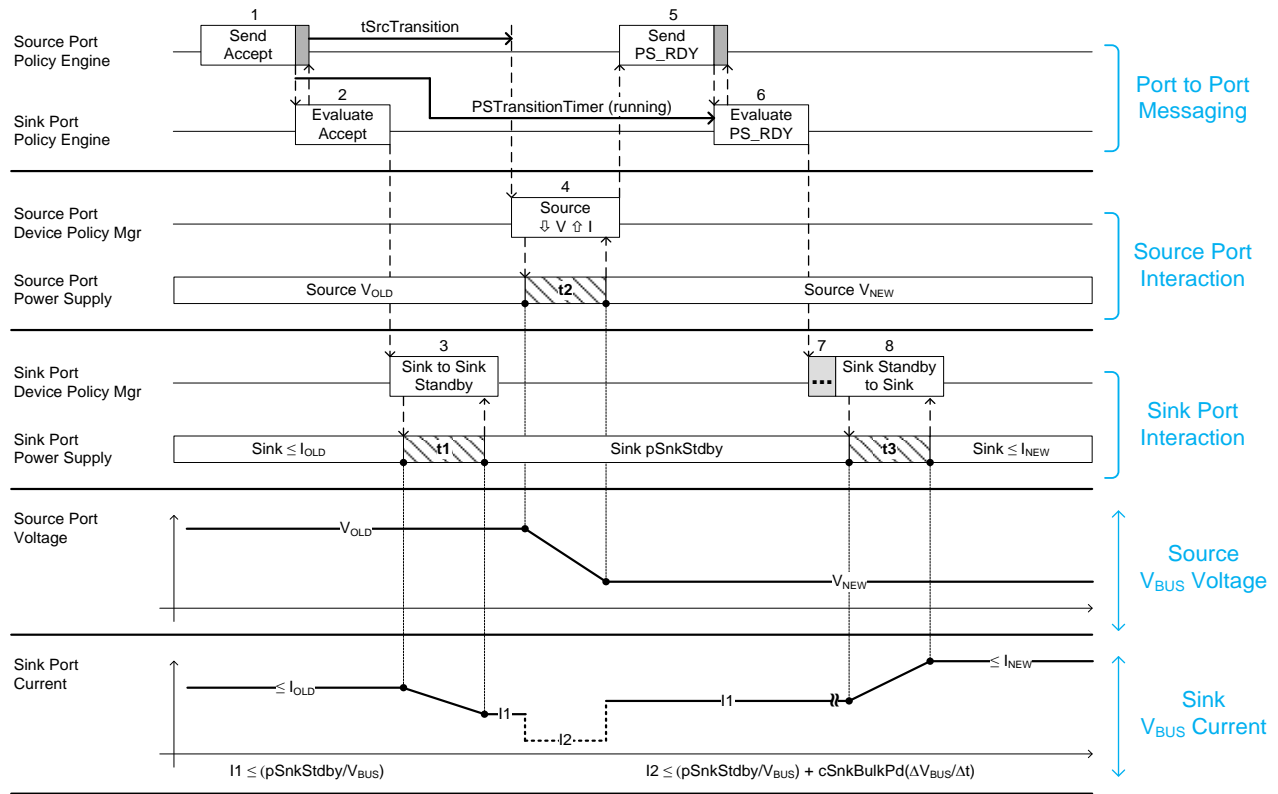 1
tSrcTransition
5
Source Port
Policy Engine
Send
Accept
Send
PS_RDY
2
PSTransitionTimer (running)
6
Sink Port
Policy Engine
Evaluate
Accept
Evaluate
PS_RDY
Port to Port
Messaging
4
Source Port
Device Policy Mgr
Source
⇩ V ⇧ I
Source Port
Power Supply
Source VOLD
t2
Source VNEW
Source Port
Interaction
3
7
8
Sink Port
Device Policy Mgr
Sink to Sink
Standby
...
Sink Standby
to Sink
Sink Port
Power Supply
Sink ≤ IOLD
t1
Sink pSnkStdby
t3
Sink ≤ INEW
Sink Port
Interaction
Source Port
Voltage
VOLD
VNEW
Source
VBUS Voltage
Sink Port
Current
≤ IOLD
I1
I2
I1
≤ INEW
Sink
VBUS Current
I1 ≤ (pSnkStdby/VBUS)
I2 ≤ (pSnkStdby/VBUS) + cSnkBulkPd(ΔVBUS/Δt)